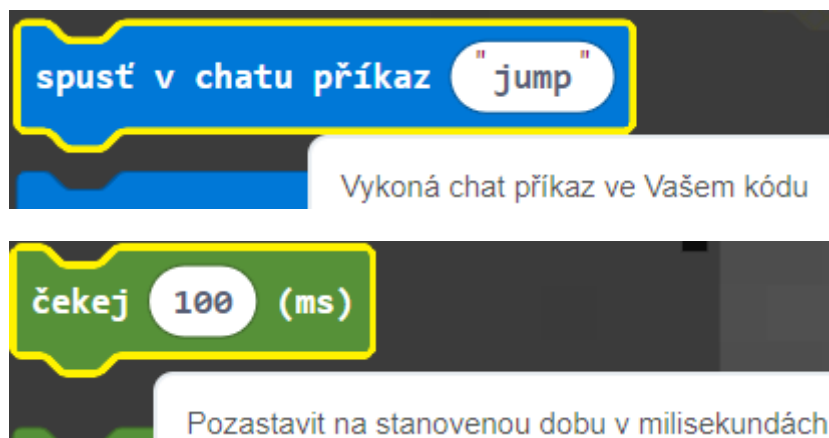 spusť v chatu příkaz "jump"
Vykoná chat příkaz ve Vašem kódu
čekej 100 (ms)
Pozastavit na stanovenou dobu v milisekundách